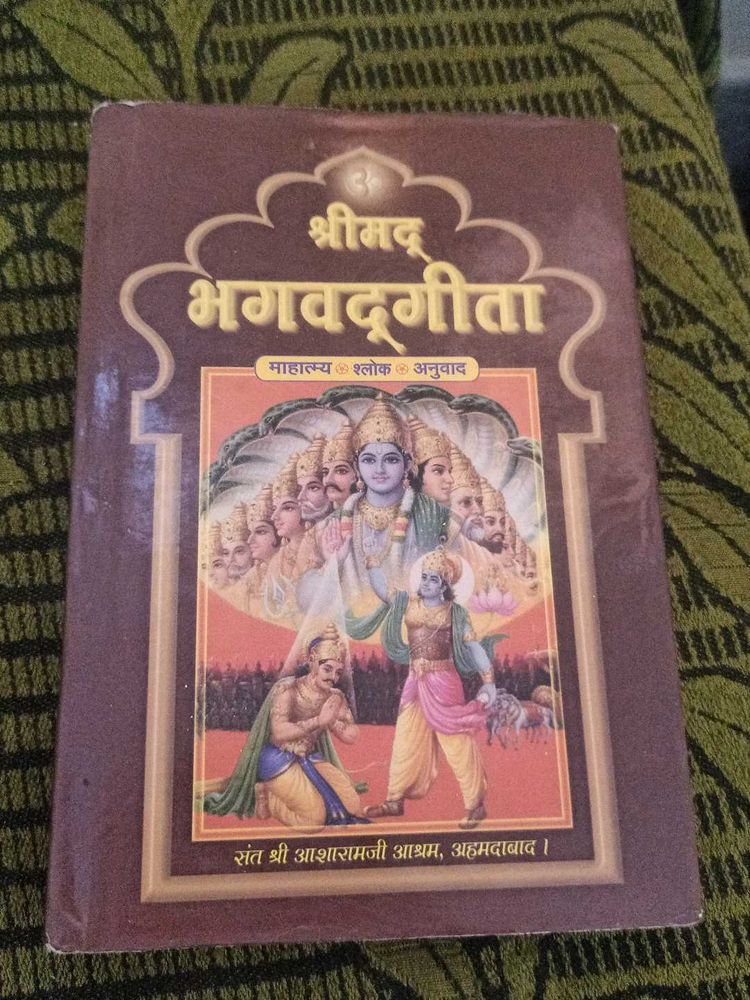 ॐ
श्रीमद्
भगवद्गीता
माहात्म्य श्लोक अनुवाद
संत श्री आशारामजी आश्रम, अहमदाबाद।